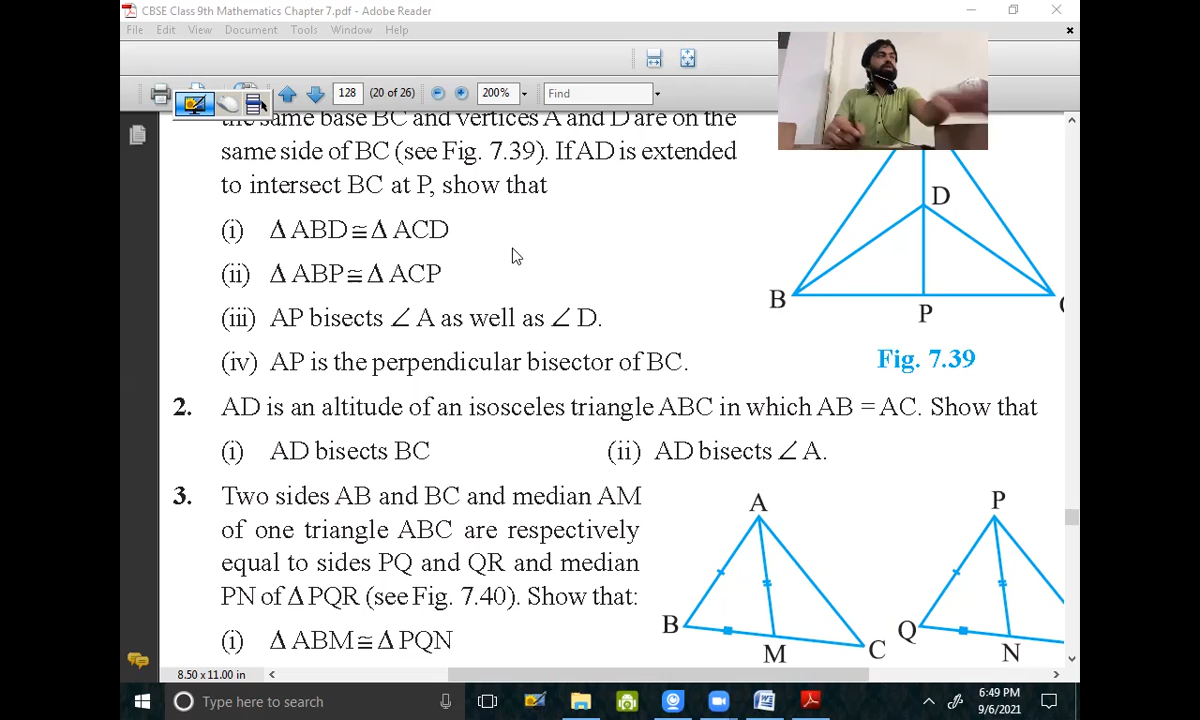 CBSE Class 9th Mathematics Chapter 7.pdf - Adobe Reader
File Edit View Document Tools Window Help
128 (20 of 26) 200% Find
the same base BC and vertices A and D are on the
same side of BC (see Fig. 7.39). If AD is extended
to intersect BC at P, show that
(i) Δ ABD ≅ Δ ACD
(ii) Δ ABP ≅ Δ ACP
(iii) AP bisects ∠ A as well as ∠ D.
(iv) AP is the perpendicular bisector of BC.
D
B
P
Fig. 7.39
2. AD is an altitude of an isosceles triangle ABC in which AB = AC. Show that
(i) AD bisects BC (ii) AD bisects ∠ A.
3. Two sides AB and BC and median AM
of one triangle ABC are respectively
equal to sides PQ and QR and median
PN of Δ PQR (see Fig. 7.40). Show that:
(i) Δ ABM ≅ Δ PQN
A
B
M
C
P
Q
N
8.50 x 11.00 in
Type here to search
6:49 PM
9/6/2021